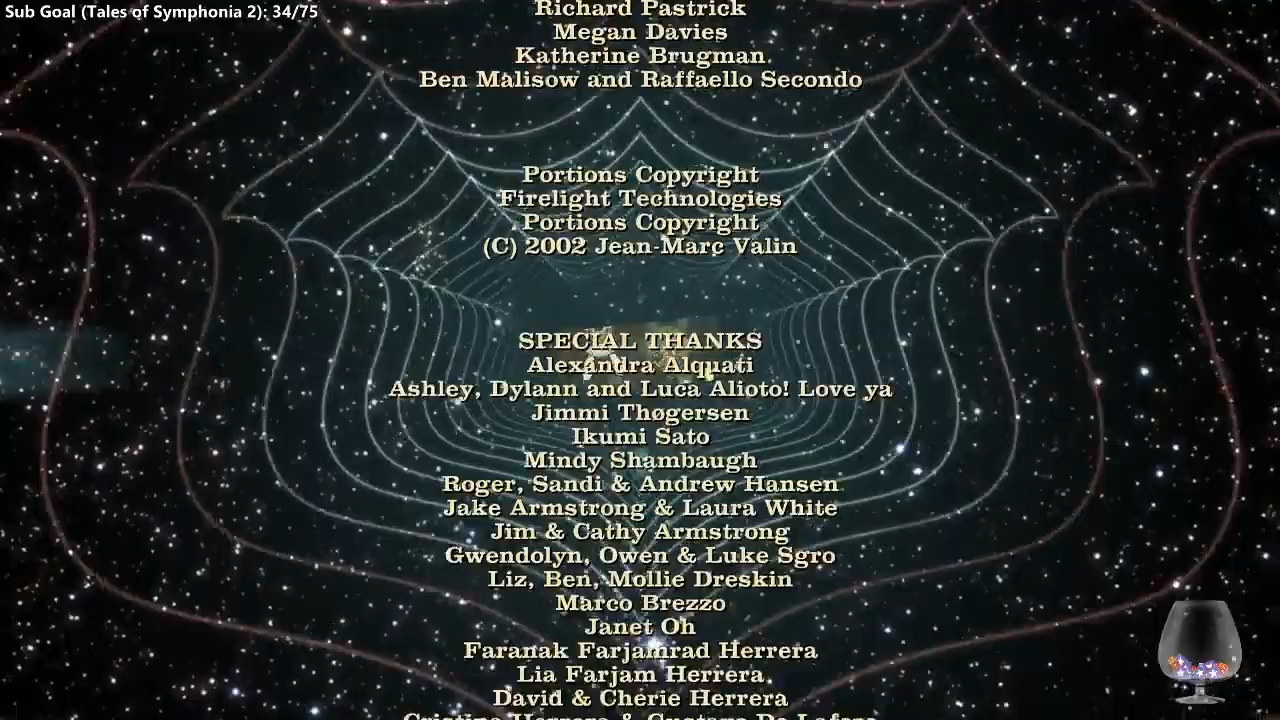 Sub Goal (Tales of Symphonia 2): 34/75
Richard Pastrick
Megan Davies
Katherine Brugman
Ben Malisow and Raffaello Secondo
Portions Copyright
Firelight Technologies
Portions Copyright
(C) 2002 Jean-Marc Valin
SPECIAL THANKS
Alexandra Alquati
Ashley, Dylann and Luca Alioto! Love ya
Jimmi Thøgersen
Ikumi Sato
Mindy Shambaugh
Roger, Sandi & Andrew Hansen
Jake Armstrong & Laura White
Jim & Cathy Armstrong
Gwendolyn, Owen & Luke Sgro
Liz, Ben, Mollie Dreskin
Marco Brezzo
Janet Oh
Faranak Farjamrad Herrera
Lia Farjam Herrera
David & Cherie Herrera